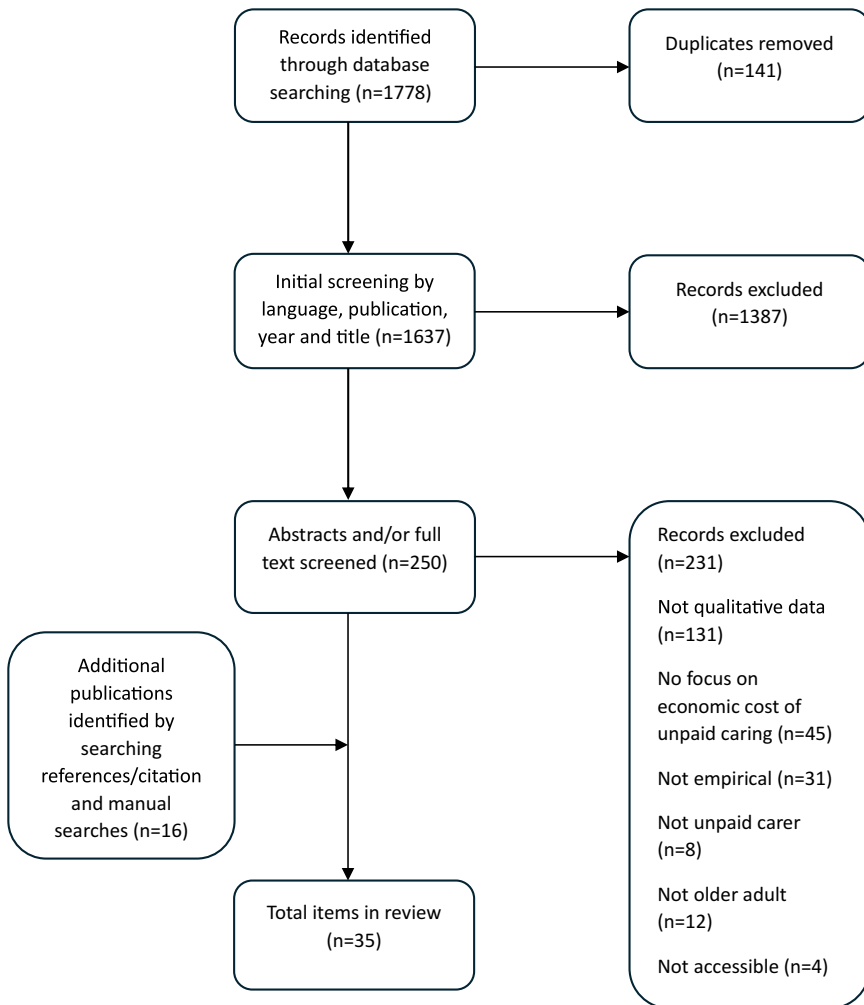 Records identified
through database
searching (n=1778)
Duplicates removed
(n=141)
Initial screening by
language, publication,
year and title (n=1637)
Records excluded
(n=1387)
Abstracts and/or full
text screened (n=250)
Records excluded
(n=231)
Not qualitative data
(n=131)
No focus on
economic cost of
unpaid caring (n=45)
Not empirical (n=31)
Not unpaid carer
(n=8)
Not older adult
(n=12)
Not accessible (n=4)
Additional
publications
identified by
searching
references/citation
and manual
searches (n=16)
Total items in review
(n=35)